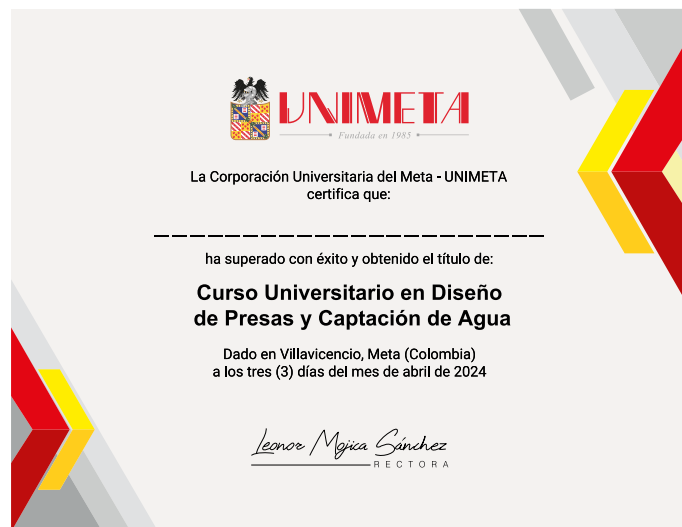 UNIMETA
Fundada en 1985
La Corporación Universitaria del Meta - UNIMETA
certifica que:
ha superado con éxito y obtenido el título de:
Curso Universitario en Diseño
de Presas y Captación de Agua
Dado en Villavicencio, Meta (Colombia)
a los tres (3) días del mes de abril de 2024
Leonor Mojica Sánchez
RECTORA